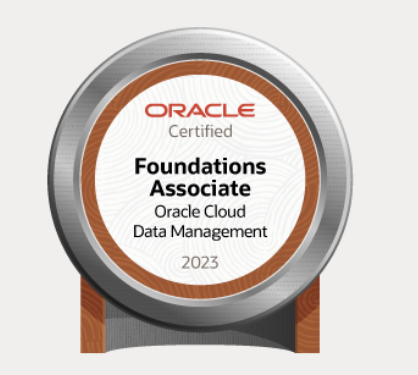 ORACLE
Certified
Foundations
Associate
Oracle Cloud
Data Management
2023